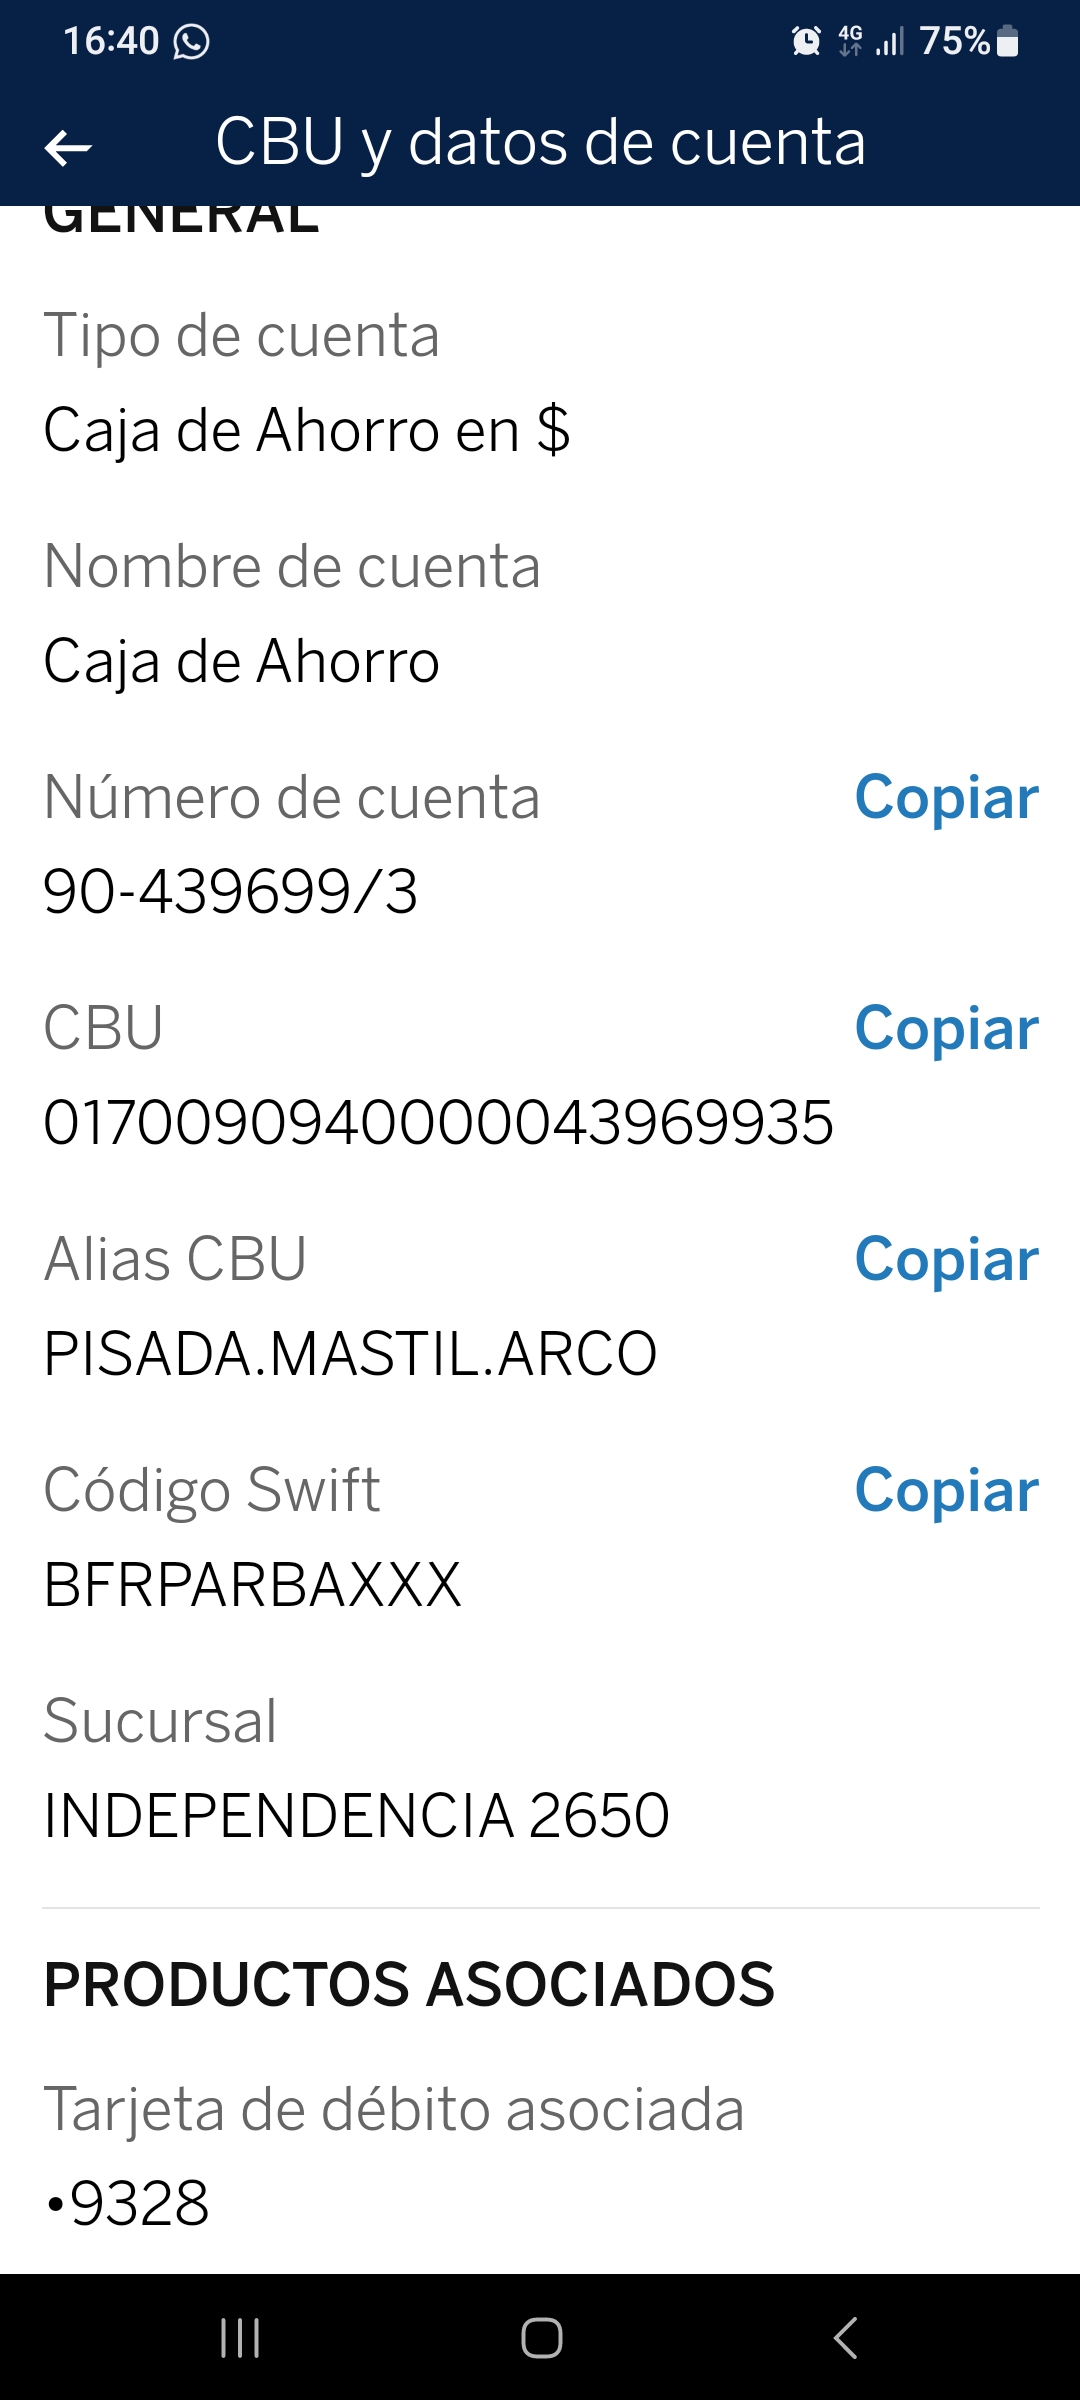 16:40
4G
75%
CBU y datos de cuenta
GENERAL
Tipo de cuenta
Caja de Ahorro en $
Nombre de cuenta
Caja de Ahorro
Número de cuenta
Copiar
90-439699/3
CBU
Copiar
0170090940000043969935
Alias CBU
Copiar
PISADA.MASTIL.ARCO
Código Swift
Copiar
BFRPARBAXXX
Sucursal
INDEPENDENCIA 2650
PRODUCTOS ASOCIADOS
Tarjeta de débito asociada
•9328